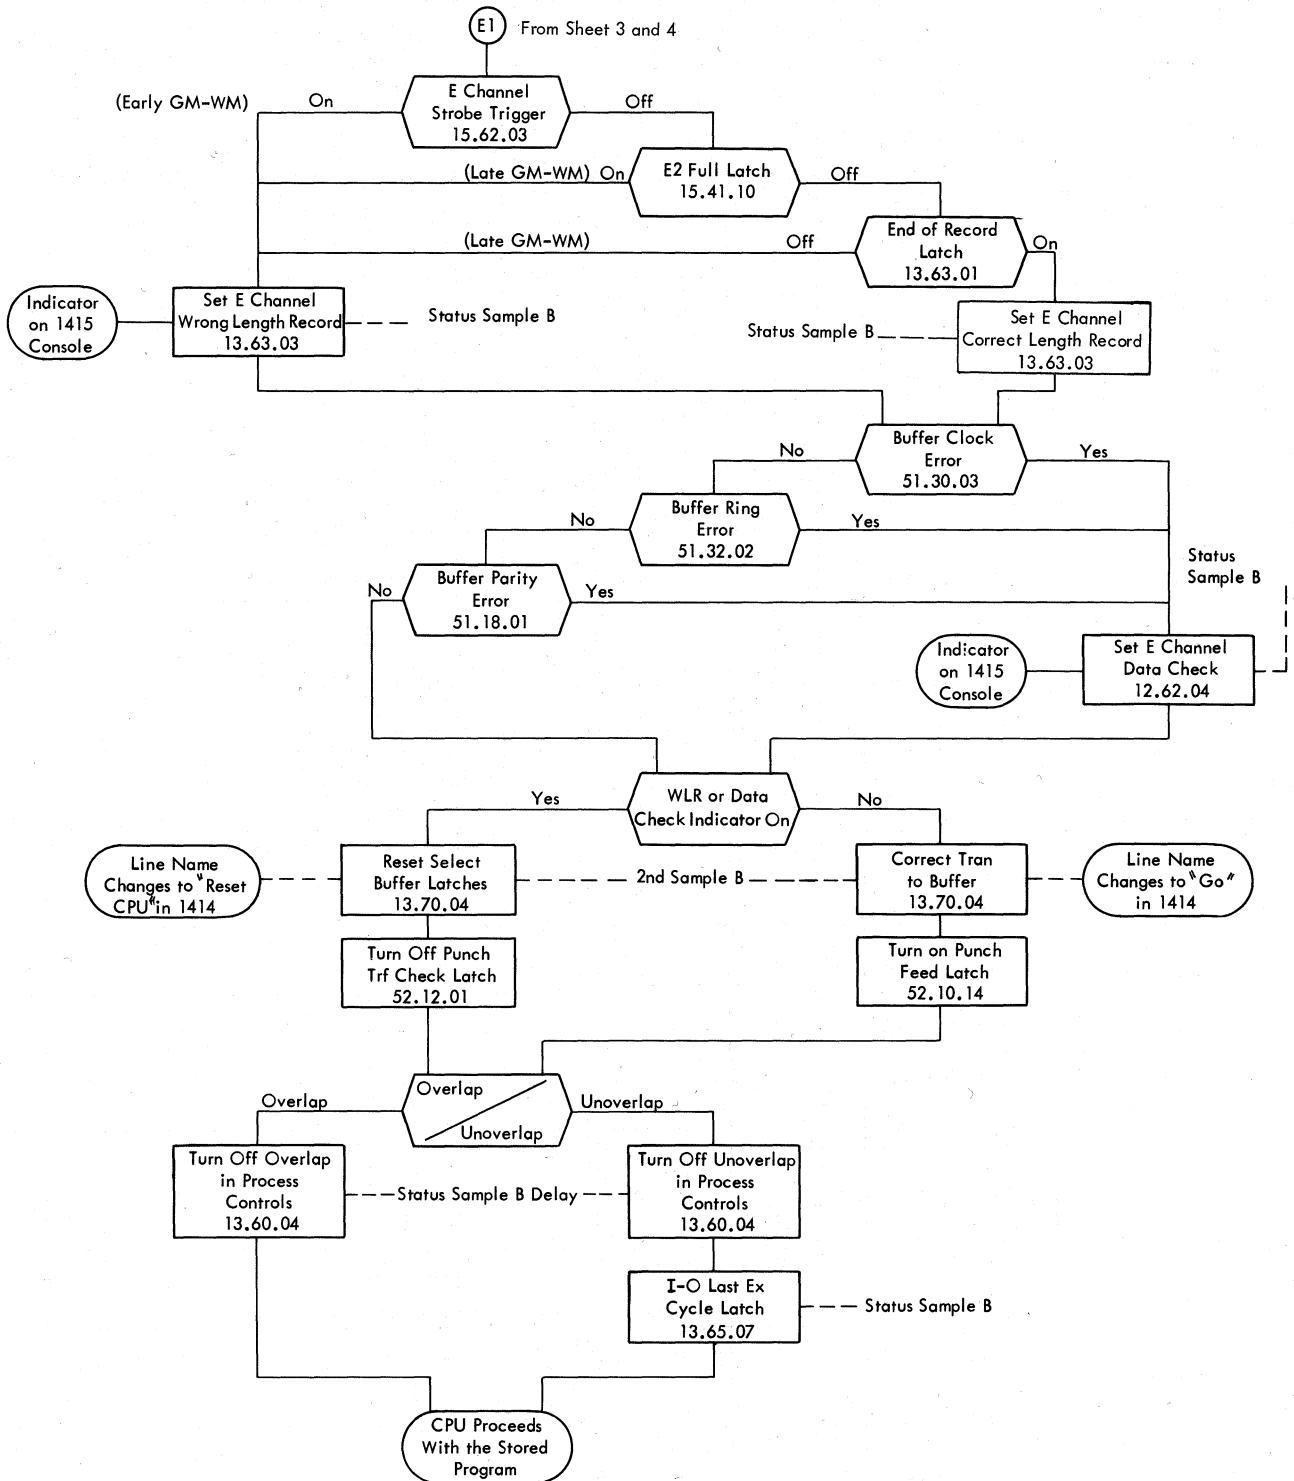 E1 From Sheet 3 and 4
(Early GM-WM) On
E Channel
Strobe Trigger
15.62.03
Off
(Late GM-WM) On
E2 Full Latch
15.41.10
Off
(Late GM-WM) Off
End of Record
Latch
13.63.01
On
Indicator
on 1415
Console
Set E Channel
Wrong Length Record
13.63.03
Status Sample B
Status Sample B
Set E Channel
Correct Length Record
13.63.03
No
Buffer Clock
Error
51.30.03
Yes
No
Buffer Ring
Error
51.32.02
Yes
No
Buffer Parity
Error
51.18.01
Yes
Status
Sample B
Indicator
on 1415
Console
Set E Channel
Data Check
12.62.04
Yes
WLR or Data
Check Indicator On
No
Line Name
Changes to "Reset
CPU" in 1414
Reset Select
Buffer Latches
13.70.04
2nd Sample B
Correct Tran
to Buffer
13.70.04
Line Name
Changes to "Go"
in 1414
Turn Off Punch
Trf Check Latch
52.12.01
Turn on Punch
Feed Latch
52.10.14
Overlap
Overlap
Unoverlap
Unoverlap
Turn Off Overlap
in Process
Controls
13.60.04
Status Sample B Delay
Turn Off Unoverlap
in Process
Controls
13.60.04
I-O Last Ex
Cycle Latch
13.65.07
Status Sample B
CPU Proceeds
With the Stored
Program